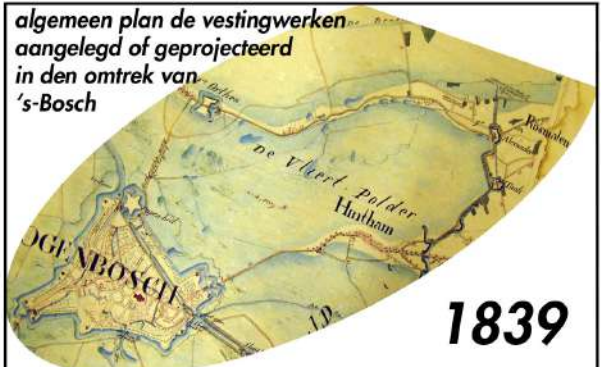 algemeen plan de vestingwerken
aangelegd of geprojecteerd
in den omtrek van
's-Bosch
Orthen
Rosmalen
De Vliert-Polder
Hintham
OGENBOSCH
1839